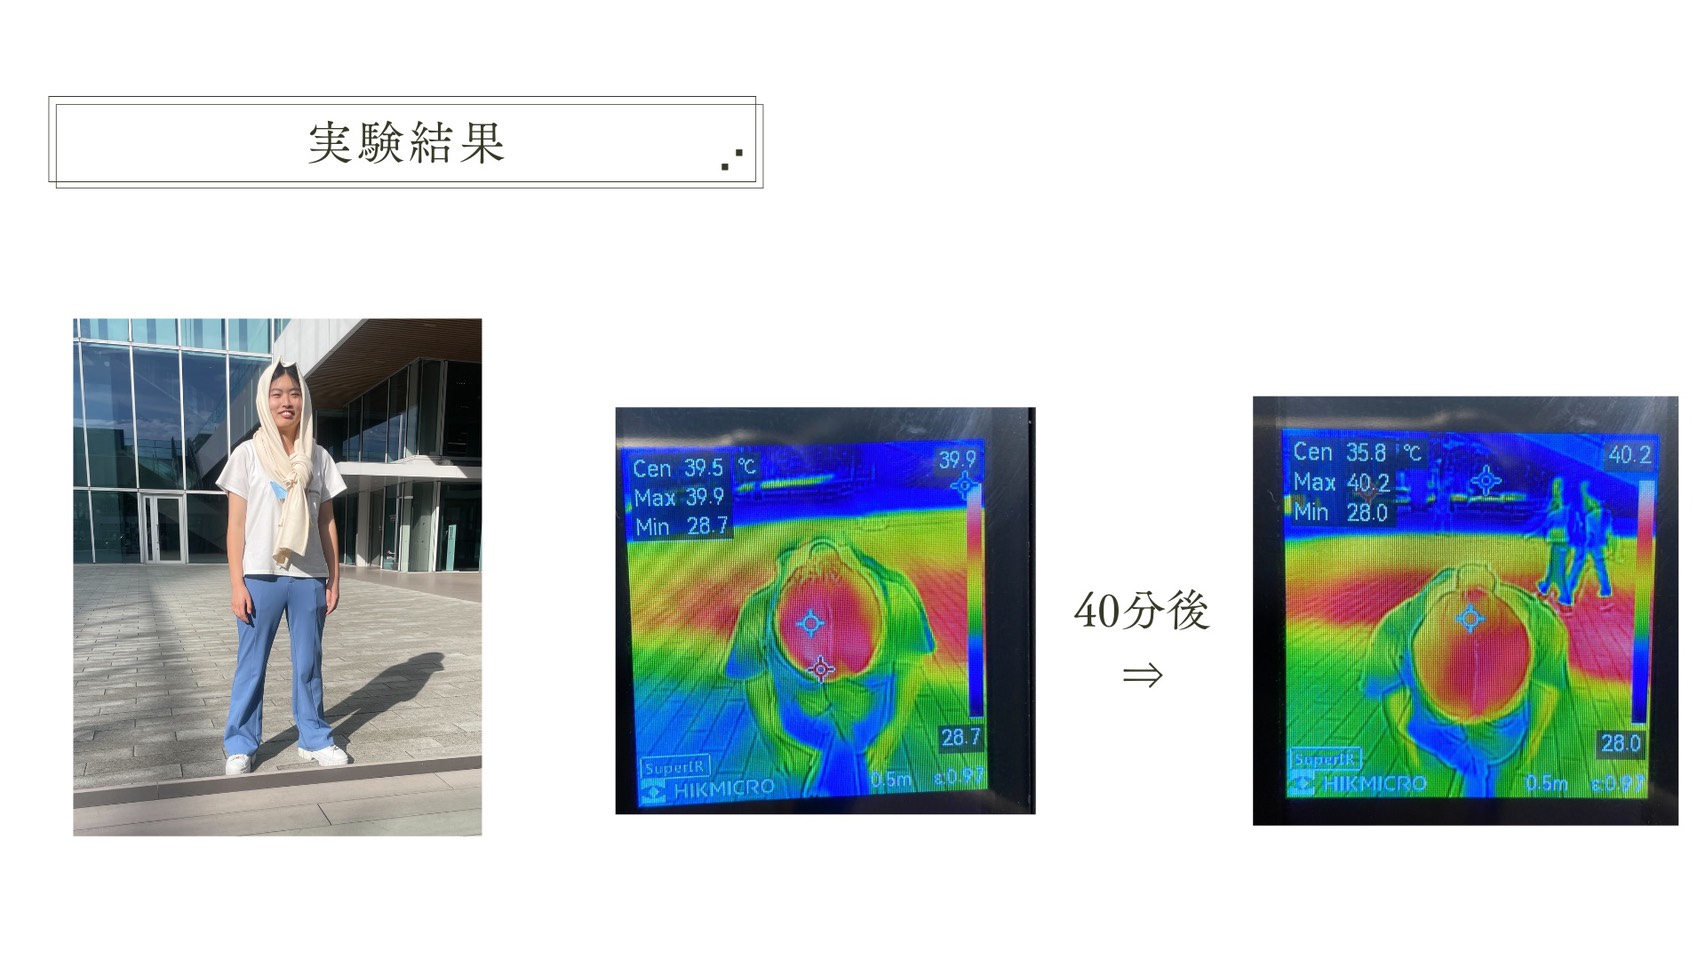 実験結果
Cen 39.5 ℃
Max 39.9
Min 28.7
39.9
28.7
SuperIR
HIKMICRO
0.5m ε:0.97
40分後
⇒
Cen 35.8 ℃
Max 40.2
Min 28.0
40.2
28.0
SuperIR
HIKMICRO
0.5m ε:0.97